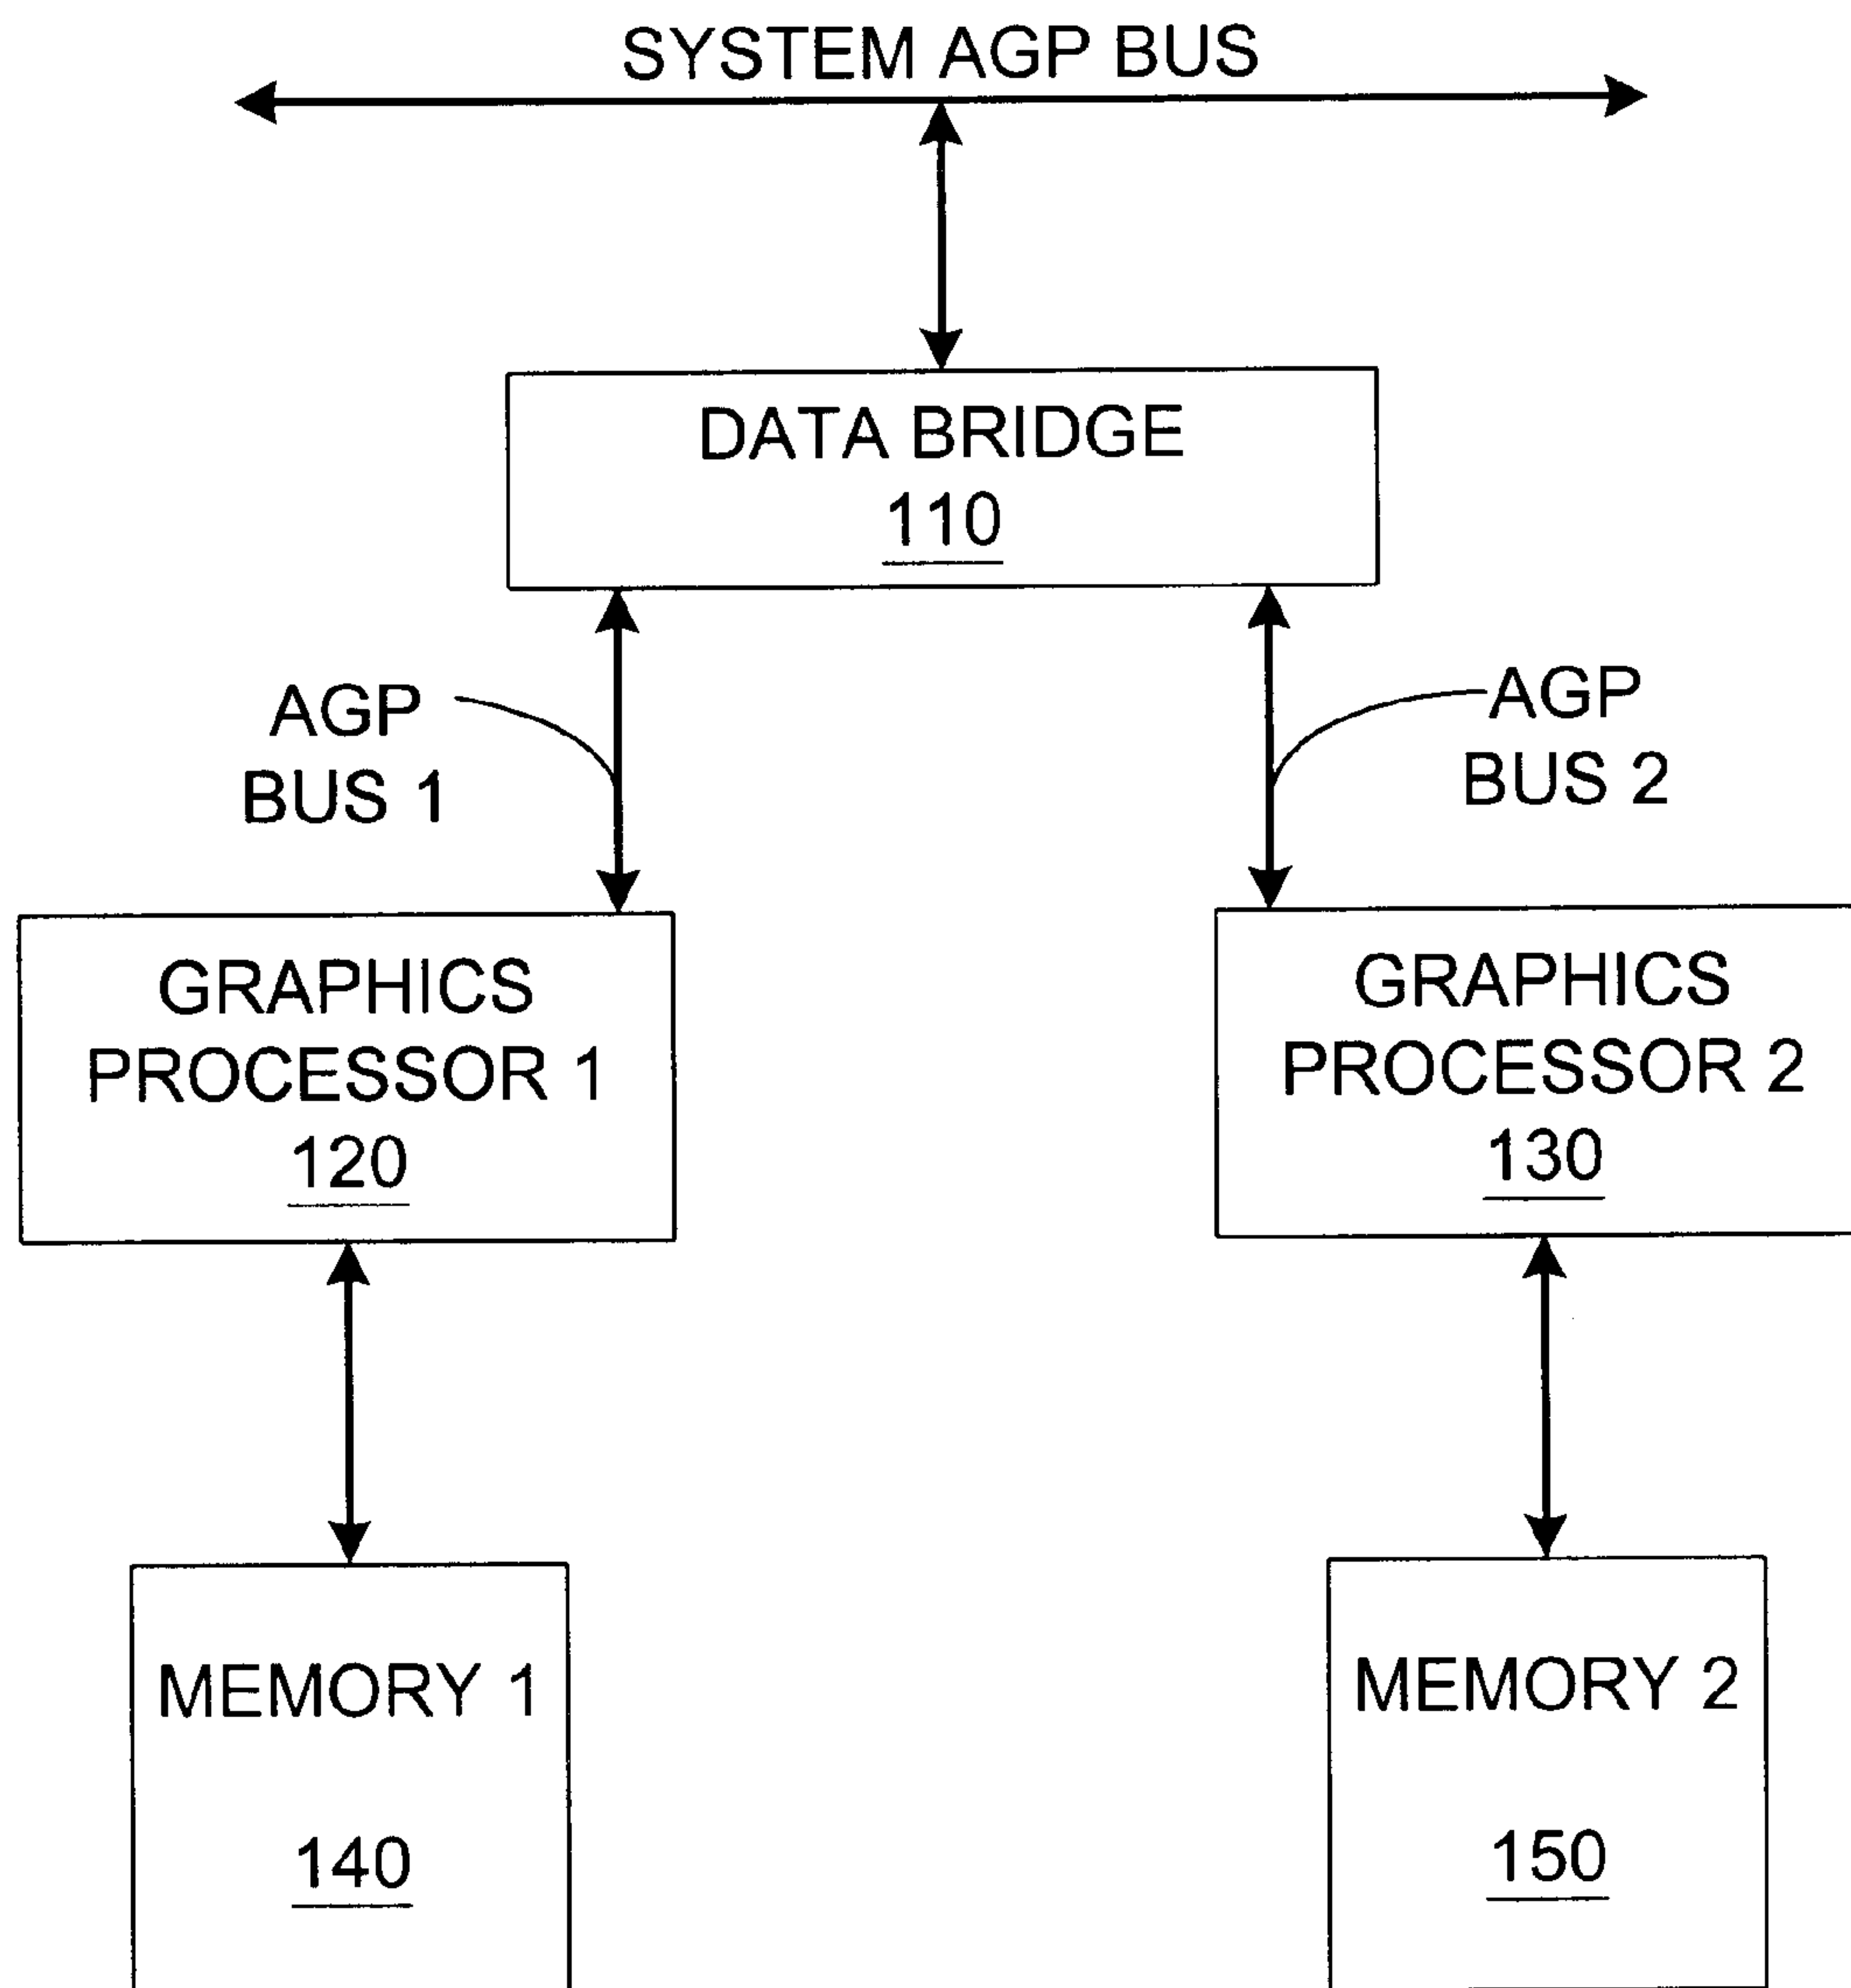 SYSTEM AGP BUS
DATA BRIDGE
110
AGP
BUS 1
AGP
BUS 2
GRAPHICS
PROCESSOR 1
120
GRAPHICS
PROCESSOR 2
130
MEMORY 1
140
MEMORY 2
150